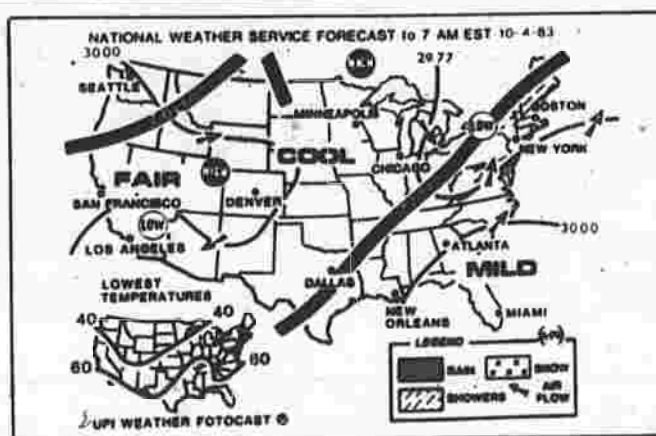 NATIONAL WEATHER SERVICE FORECAST to 7 AM EST 10-4-83
3000
29.77
SEATTLE
MINNEAPOLIS
BOSTON
LOW
NEW YORK
COOL
CHICAGO
FAIR
DENVER
SAN FRANCISCO
LOW
LOS ANGELES
3000
ATLANTA
DALLAS
MILD
LOWEST
TEMPERATURES
NEW
ORLEANS
MIAMI
40
40
60
60
LEGEND
RAIN
SNOW
SHOWERS
AIR
FLOW
UPI WEATHER FOTOCAST ©